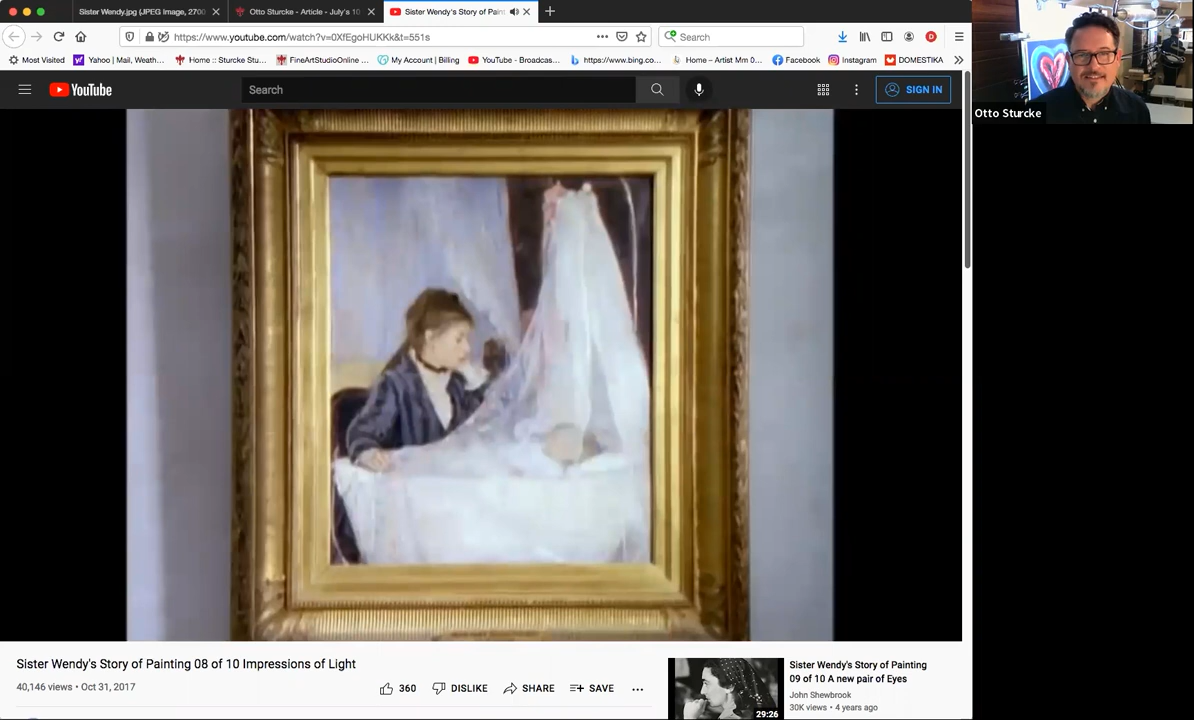 Sister Wendy.jpg (JPEG Image, 2700
Otto Sturcke - Article - July's 10
Sister Wendy's Story of Pain
https://www.youtube.com/watch?v=0XfEgoHUKKk&t=551s
Search
Most Visited
Yahoo | Mail, Weath...
Home :: Sturcke Stu...
FineArtStudioOnline ...
My Account | Billing
YouTube - Broadcas...
https://www.bing.co...
Home – Artist Mm 0...
Facebook
Instagram
DOMESTIKA
YouTube
Search
SIGN IN
Otto Sturcke
Sister Wendy's Story of Painting 08 of 10 Impressions of Light
40,146 views • Oct 31, 2017
360
DISLIKE
SHARE
SAVE
Sister Wendy's Story of Painting
09 of 10 A new pair of Eyes
John Shewbrook
30K views • 4 years ago
29:26